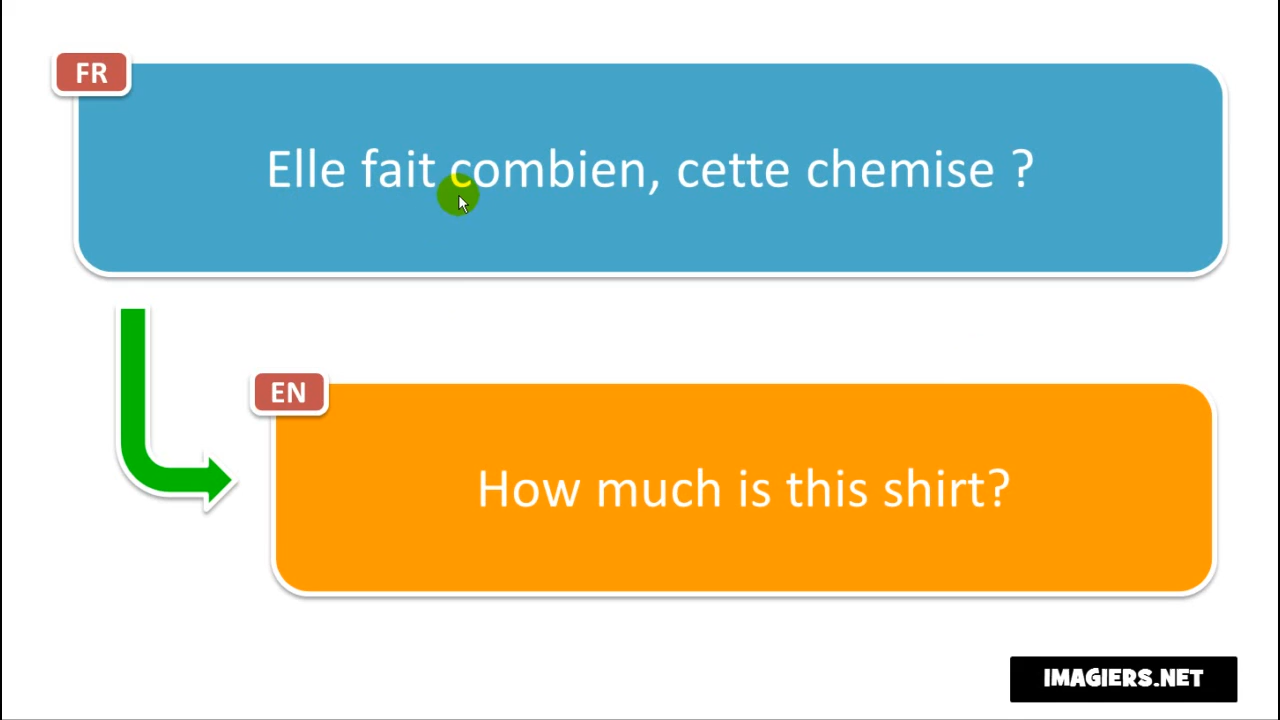 FR
Elle fait combien, cette chemise ?
EN
How much is this shirt?
IMAGIERS.NET